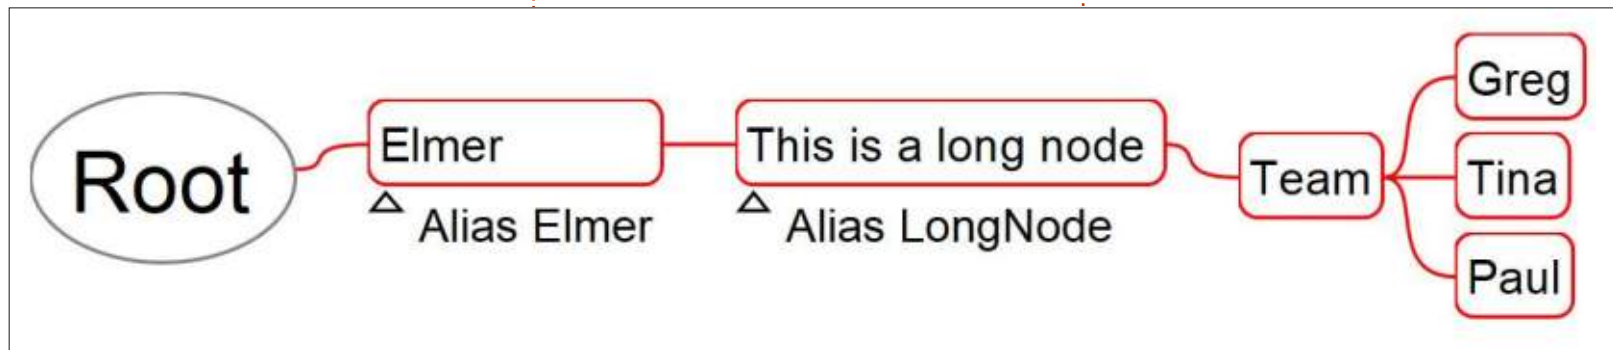 Root
Elmer
Alias Elmer
This is a long node
Alias LongNode
Team
Greg
Tina
Paul